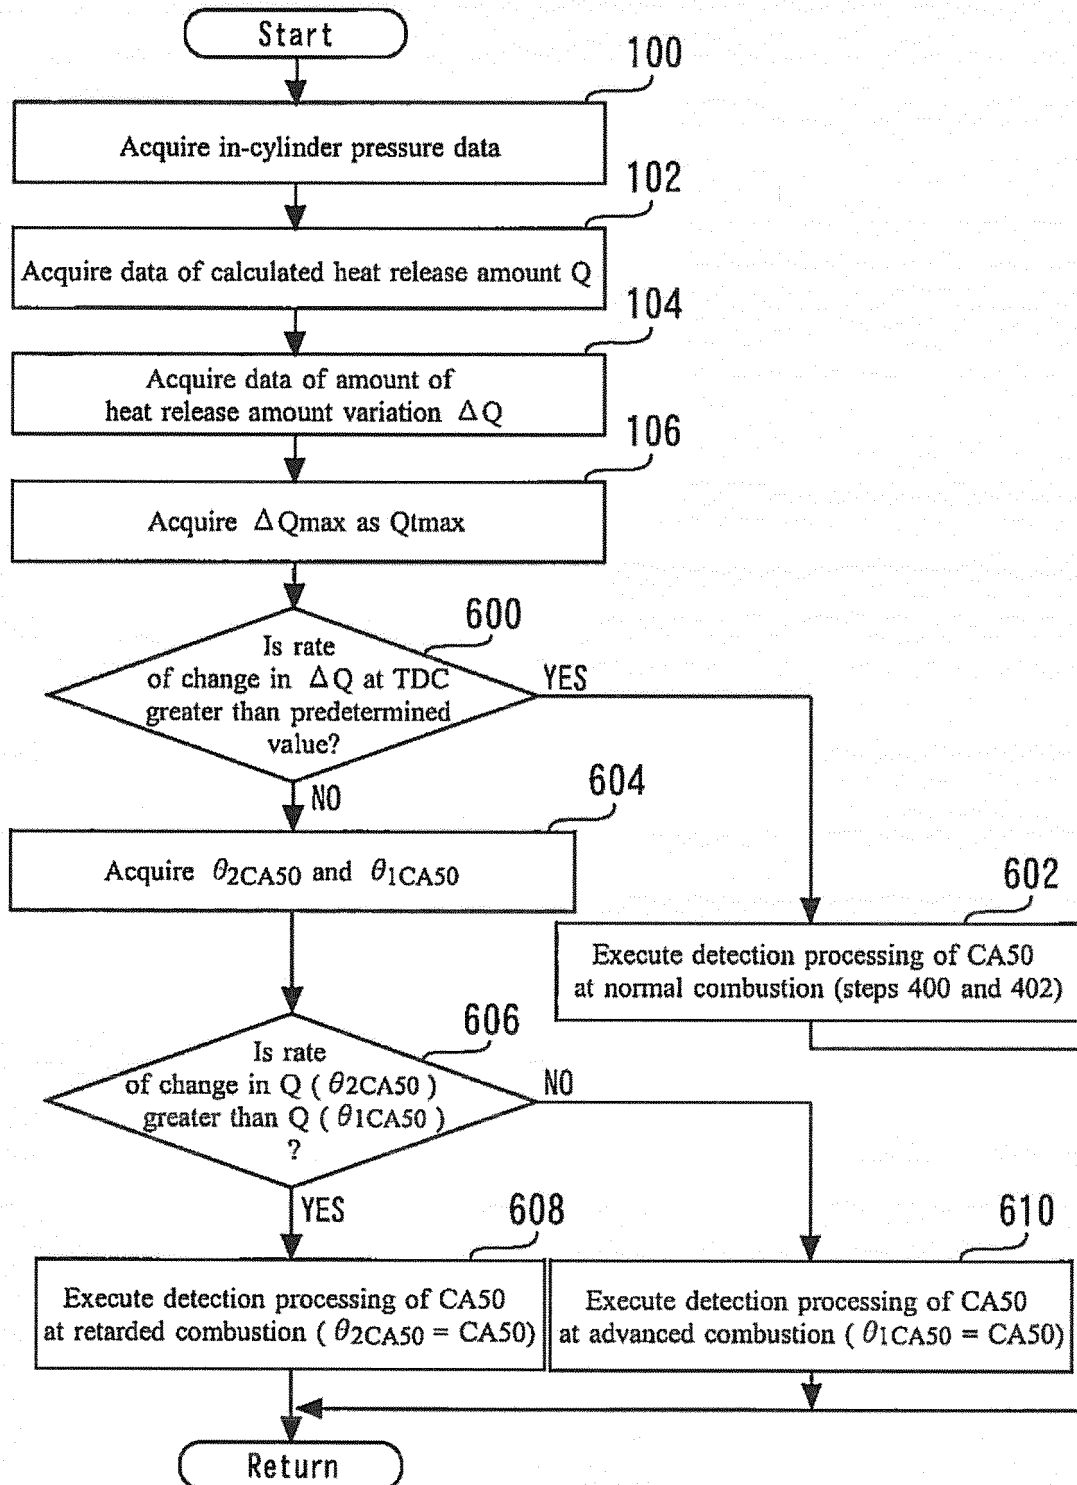 Start
100
Acquire in-cylinder pressure data
102
Acquire data of calculated heat release amount Q
104
Acquire data of amount of
heat release amount variation ΔQ
106
Acquire ΔQmax as Qtmax
600
Is rate
of change in ΔQ at TDC
greater than predetermined
value?
YES
NO
604
Acquire θ2CA50 and θ1CA50
602
Execute detection processing of CA50
at normal combustion (steps 400 and 402)
606
Is rate
of change in Q ( θ2CA50 )
greater than Q ( θ1CA50 )
?
NO
YES
608
Execute detection processing of CA50
at retarded combustion ( θ2CA50 = CA50)
610
Execute detection processing of CA50
at advanced combustion ( θ1CA50 = CA50)
Return